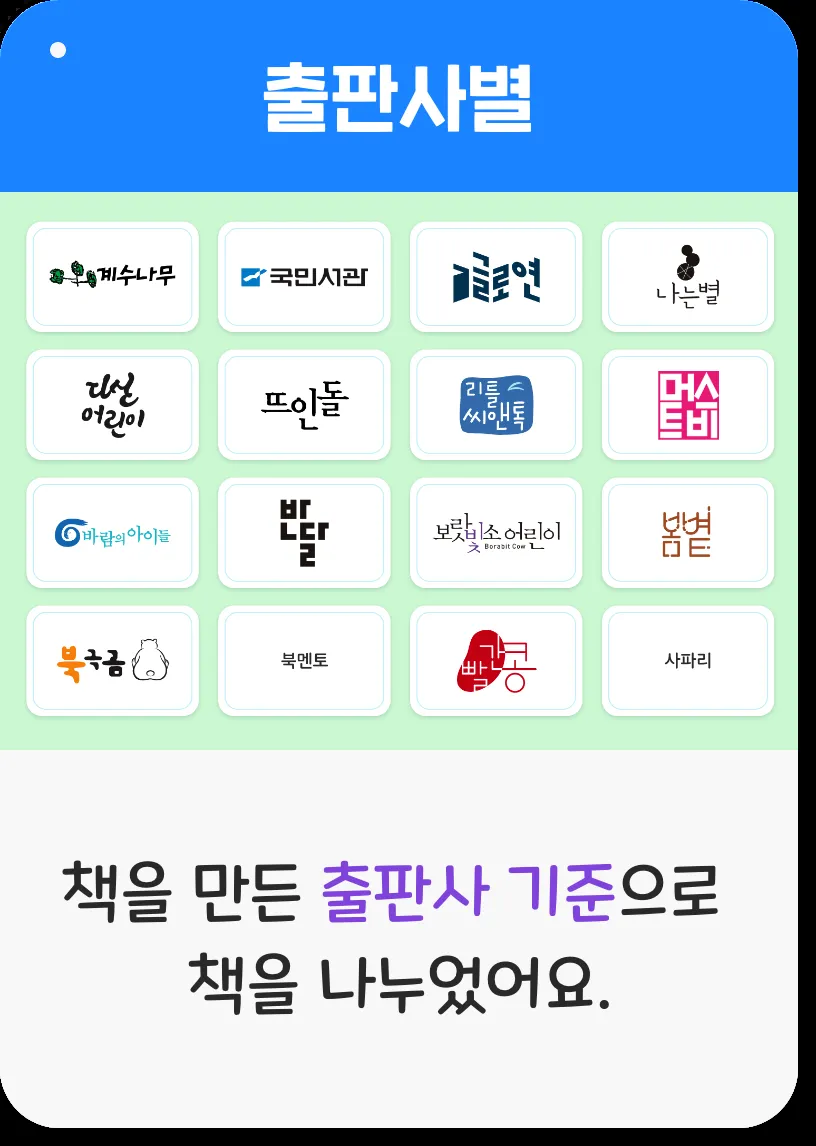 출판사별
계수나무
국민서관
글로연
나는별
다섯
어린이
뜨인돌
리틀
씨앤톡
머스
트비
바람의아이들
반달
보랏빛소어린이
Borabit Cow
봄볕
북극곰
북멘토
빨간콩
사파리
책을 만든 출판사 기준으로
책을 나누었어요.